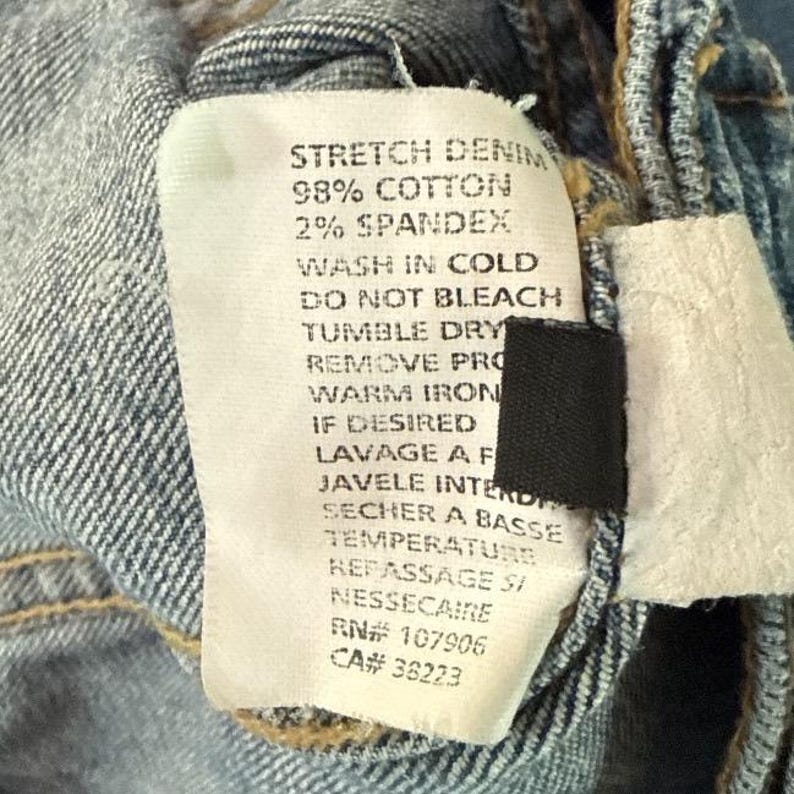 STRETCH DENIM
98% COTTON
2% SPANDEX
WASH IN COLD
DO NOT BLEACH
TUMBLE DRY
REMOVE
WARM IRON
IF DESIRED
LAVAGE A
JAVELE
SECHER A BASSE
TEMPERATURE
REPASSAGE SI
NESSECAIRE
RN# 107906
CA# 38223